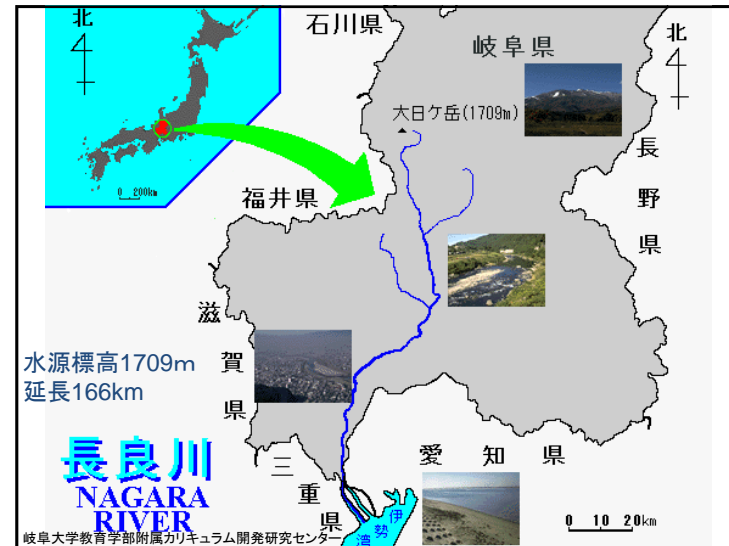 北
石川県
岐阜県
北
大日ケ岳(1709m)
長野県
0 200km
福井県
滋賀県
水源標高1709m
延長166km
長良川
NAGARA
RIVER
三重県
愛知県
伊勢湾
0 10 20km
岐阜大学教育学部附属カリキュラム開発研究センター